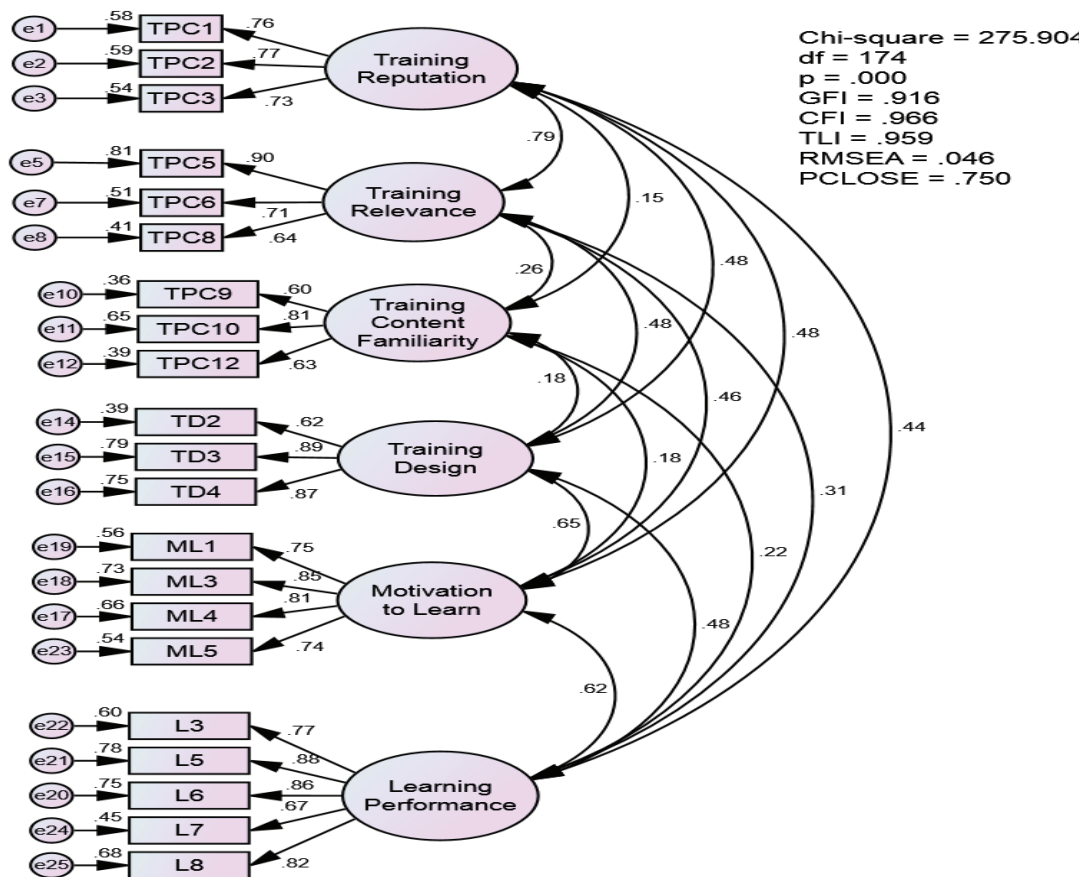 Chi-square = 275.904
df = 174
p = .000
GFI = .916
CFI = .966
TLI = .959
RMSEA = .046
PCLOSE = .750
e1 .58 TPC1 .76
e2 .59 TPC2 .77
e3 .54 TPC3 .73
Training
Reputation
e5 .81 TPC5 .90
e7 .51 TPC6 .71
e8 .41 TPC8 .64
Training
Relevance
e10 .36 TPC9 .60
e11 .65 TPC10 .81
e12 .39 TPC12 .63
Training
Content
Familiarity
e14 .39 TD2 .62
e15 .79 TD3 .89
e16 .75 TD4 .87
Training
Design
e19 .56 ML1 .75
e18 .73 ML3 .85
e17 .66 ML4 .81
e23 .54 ML5 .74
Motivation
to Learn
e22 .60 L3 .77
e21 .78 L5 .88
e20 .75 L6 .86
e24 .45 L7 .67
e25 .68 L8 .82
Learning
Performance
.79
.15
.26
.48
.48
.48
.18
.46
.44
.18
.31
.65
.22
.48
.62